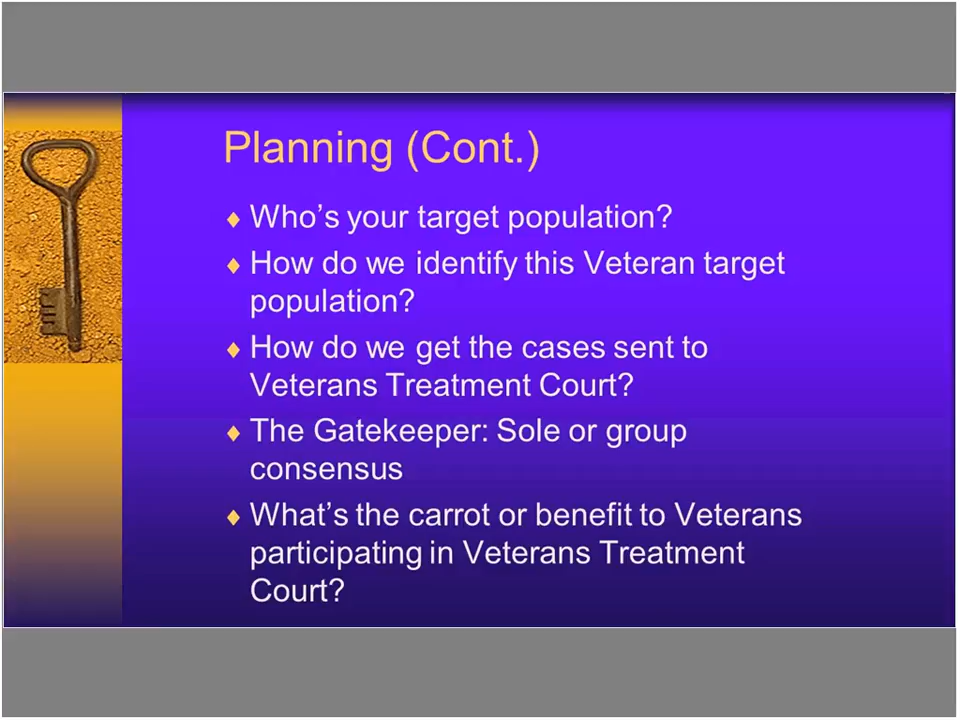 Planning (Cont.)
Who’s your target population?
How do we identify this Veteran target
population?
How do we get the cases sent to
Veterans Treatment Court?
The Gatekeeper: Sole or group
consensus
What’s the carrot or benefit to Veterans
participating in Veterans Treatment
Court?